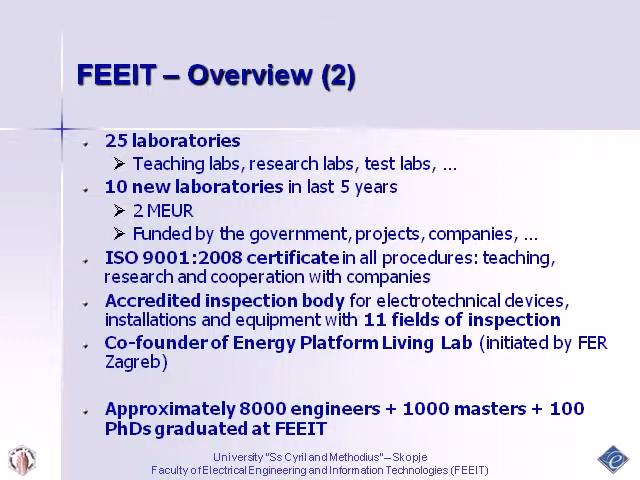 FEEIT – Overview (2)
25 laboratories
Teaching labs, research labs, test labs, ...
10 new laboratories in last 5 years
2 MEUR
Funded by the government, projects, companies, ...
ISO 9001:2008 certificate in all procedures: teaching,
research and cooperation with companies
Accredited inspection body for electrotechnical devices,
installations and equipment with 11 fields of inspection
Co-founder of Energy Platform Living Lab (initiated by FER
Zagreb)
Approximately 8000 engineers + 1000 masters + 100
PhDs graduated at FEEIT
University "Ss Cyril and Methodius" – Skopje
Faculty of Electrical Engineering and Information Technologies (FEEIT)